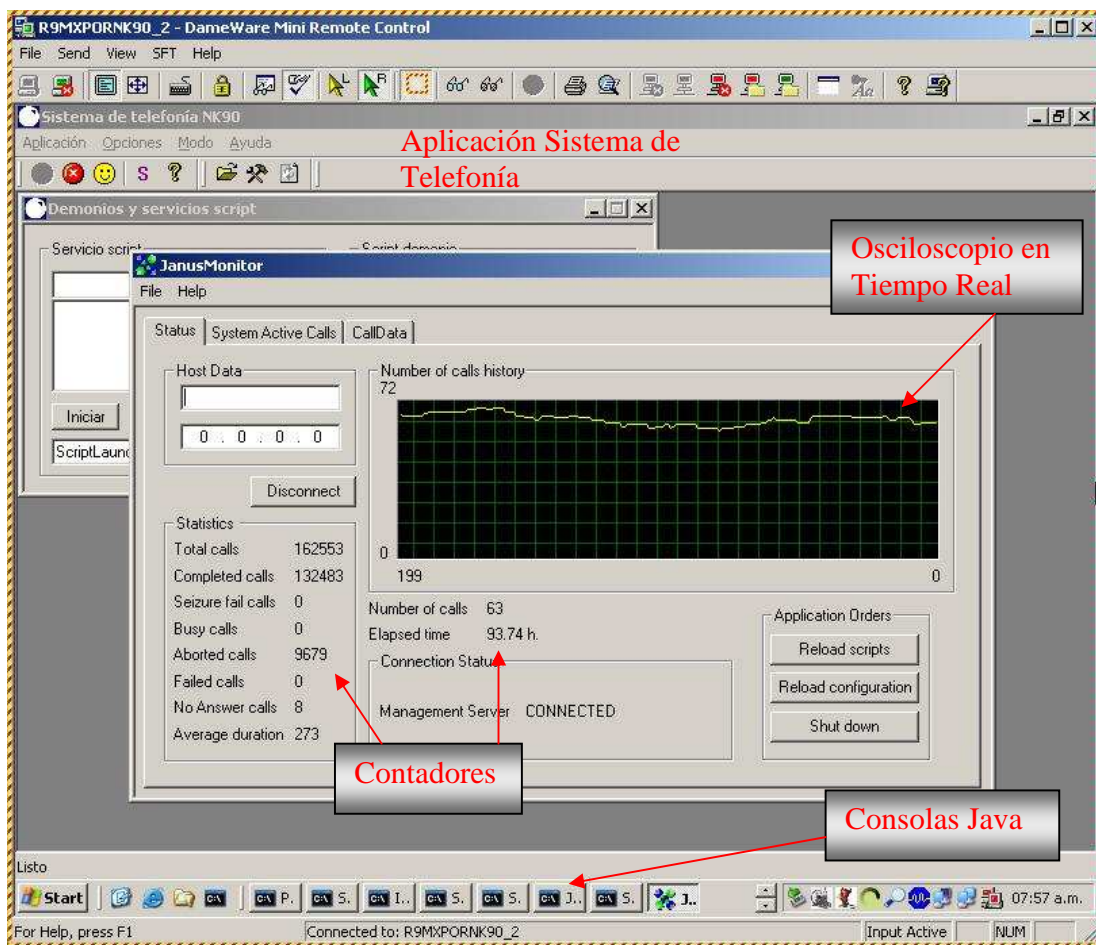 R9MXPORNK90_2 - DameWare Mini Remote Control
File Send View SFT Help
Sistema de telefonía NK90
Aplicación Opciones Modo Ayuda
Aplicación Sistema de
Telefonía
S
Demonios y servicios script
Servicio script
Script demonio
Osciloscopio en
Tiempo Real
JanusMonitor
File Help
Status System Active Calls CallData
Host Data
0 . 0 . 0 . 0
Disconnect
Iniciar
ScriptLaun
Number of calls history
72
0
199 0
Statistics
Total calls 162553
Completed calls 132483
Seizure fail calls 0
Busy calls 0
Aborted calls 9679
Failed calls 0
No Answer calls 8
Average duration 273
Number of calls 63
Elapsed time 93.74 h.
Connection Status
Management Server CONNECTED
Application Orders
Reload scripts
Reload configuration
Shut down
Contadores
Consolas Java
Listo
Start P. S. I.. S. S. J.. S. J.. 07:57 a.m.
For Help, press F1 Connected to: R9MXPORNK90_2 Input Active NUM